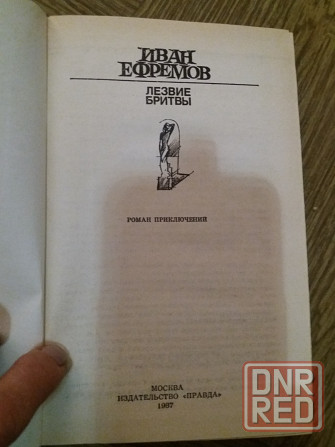 ИВАН
ЕФРЕМОВ
ЛЕЗВИЕ
БРИТВЫ
РОМАН ПРИКЛЮЧЕНИЙ
МОСКВА
ИЗДАТЕЛЬСТВО «ПРАВДА»
1987
DNR
RED